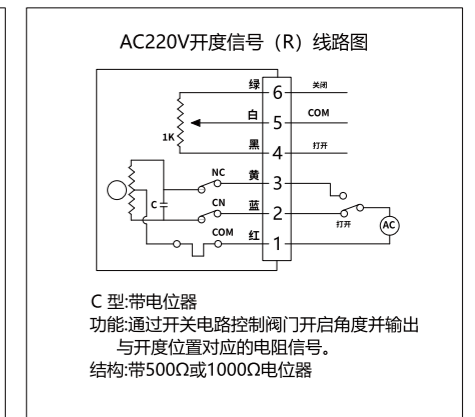 AC220V开度信号（R）线路图
绿 6 关闭
白 5 COM
1K
黑 4 打开
NC 黄 3
C
CN 蓝 2
打开 AC
COM 红 1
C 型:带电位器
功能:通过开关电路控制阀门开启角度并输出
与开度位置对应的电阻信号。
结构:带500Ω或1000Ω电位器